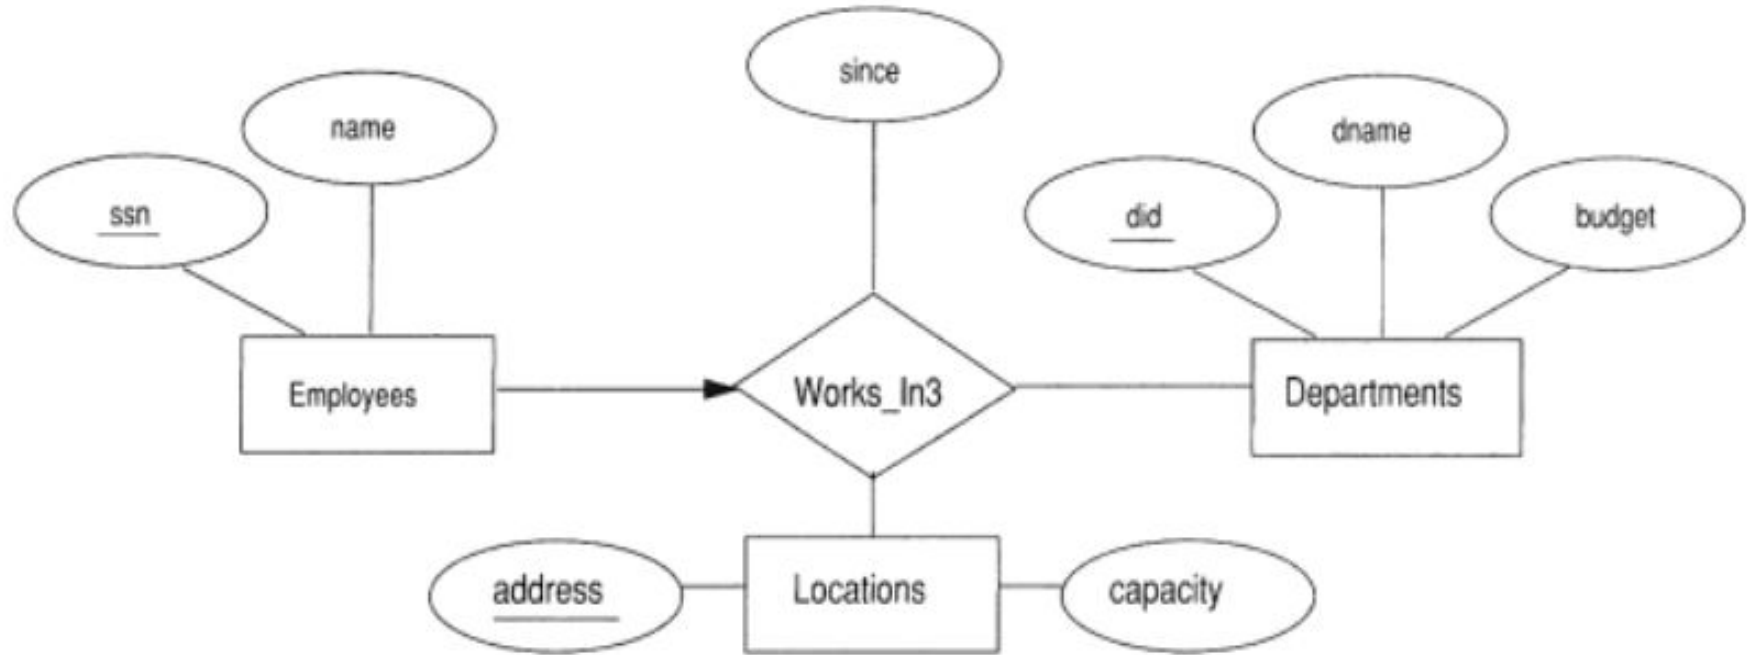 since
name
dname
ssn
did
budget
Employees
Works_In3
Departments
address
Locations
capacity